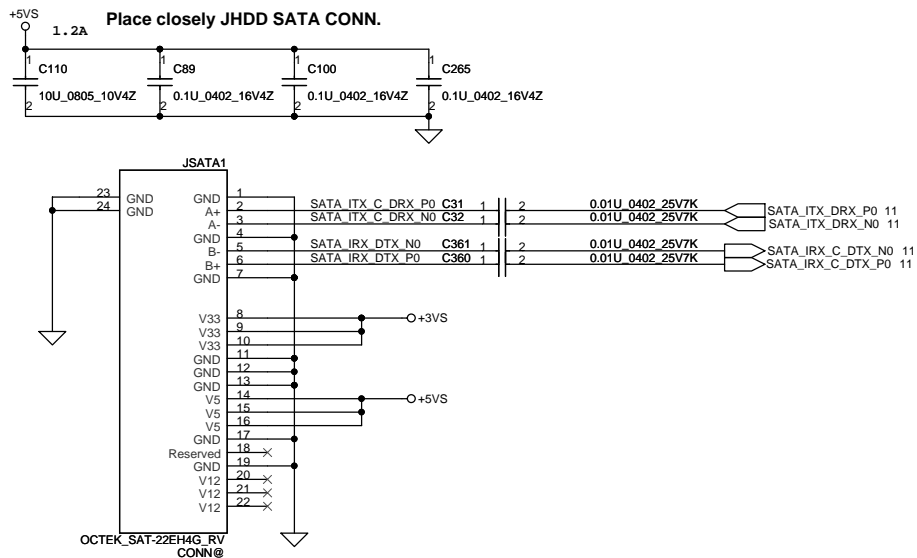 +5VS
1.2A
Place closely JHDD SATA CONN.
1 1 1 1
C110 C89 C100 C265
10U_0805_10V4Z 0.1U_0402_16V4Z 0.1U_0402_16V4Z 0.1U_0402_16V4Z
2 2 2 2
JSATA1
23 GND GND 1
24 GND A+ 2 SATA_ITX_C_DRX_P0 C31 1 2 0.01U_0402_25V7K SATA_ITX_DRX_P0 11
A- 3 SATA_ITX_C_DRX_N0 C32 1 2 0.01U_0402_25V7K SATA_ITX_DRX_N0 11
GND 4
B- 5 SATA_IRX_DTX_N0 C361 1 2 0.01U_0402_25V7K SATA_IRX_C_DTX_N0 11
B+ 6 SATA_IRX_DTX_P0 C360 1 2 0.01U_0402_25V7K SATA_IRX_C_DTX_P0 11
GND 7
V33 8 +3VS
V33 9
V33 10
GND 11
GND 12
GND 13
V5 14 +5VS
V5 15
V5 16
GND 17
Reserved 18
GND 19
V12 20
V12 21
V12 22
OCTEK_SAT-22EH4G_RV
CONN@